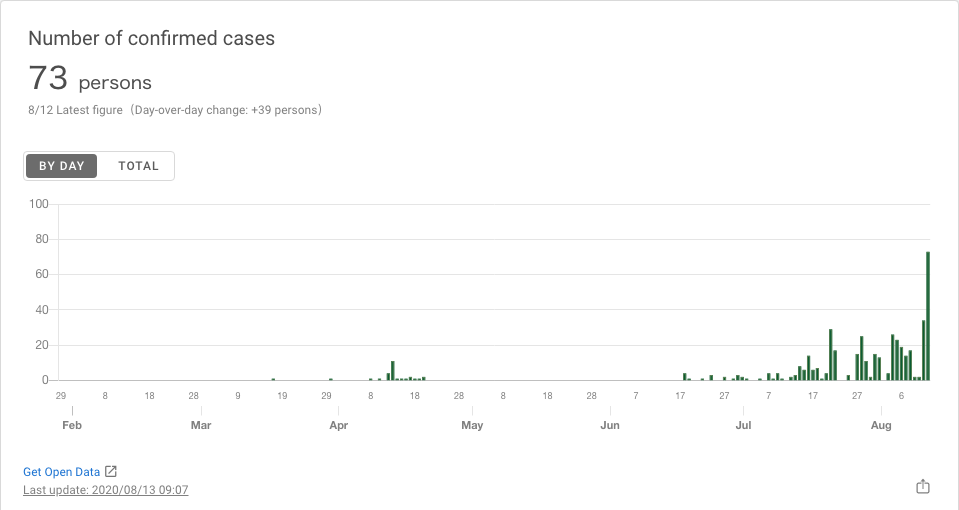 Number of confirmed cases
73 persons
8/12 Latest figure（Day-over-day change: +39 persons）
BY DAY TOTAL
100
80
60
40
20
0
29 8 18 28 9 19 29 8 18 28 8 18 28 7 17 27 7 17 27 6
Feb Mar Apr May Jun Jul Aug
Get Open Data
Last update: 2020/08/13 09:07